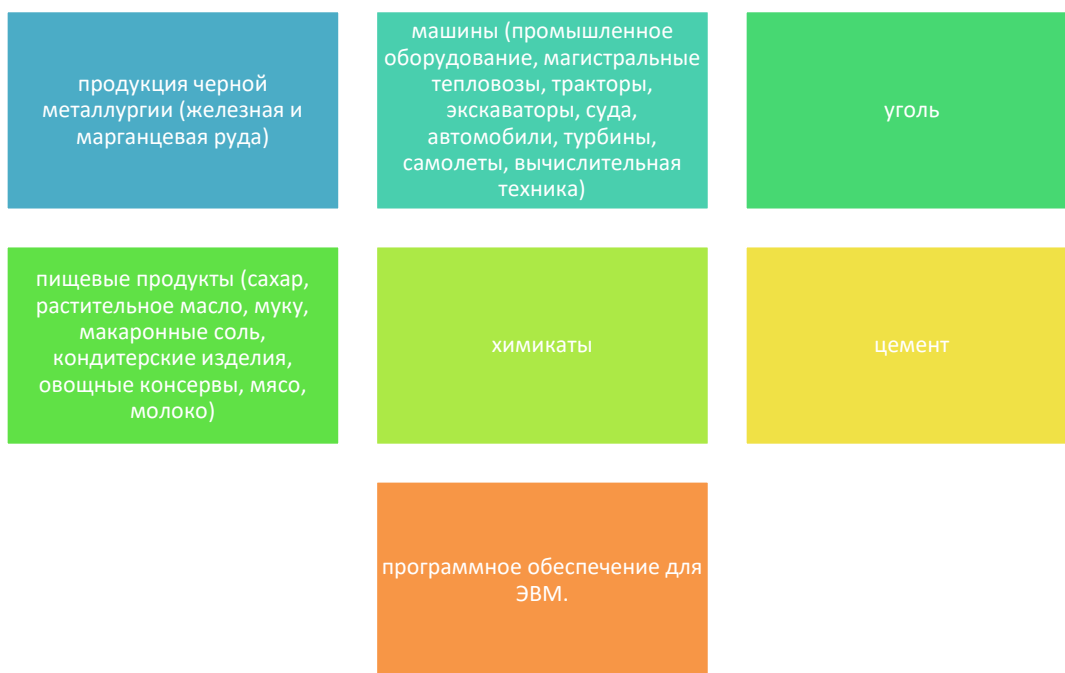 продукция черной
металлургии (железная и
марганцевая руда)
машины (промышленное
оборудование, магистральные
тепловозы, тракторы,
экскаваторы, суда,
автомобили, турбины,
самолеты, вычислительная
техника)
уголь
пищевые продукты (сахар,
растительное масло, муку,
макаронные соль,
кондитерские изделия,
овощные консервы, мясо,
молоко)
химикаты
цемент
программное обеспечение для
ЭВМ.